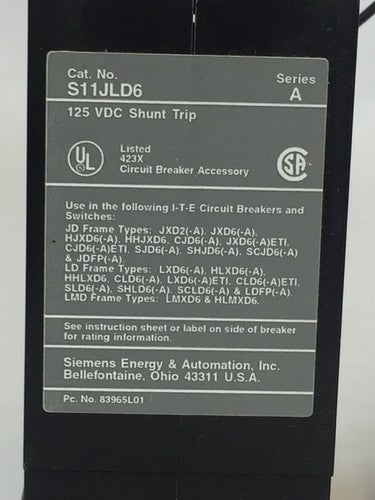 Cat. No.
S11JLD6
Series
A
125 VDC Shunt Trip
UL
Listed
423X
Circuit Breaker Accessory
SA
Use in the following I-T-E Circuit Breakers and
Switches:
JD Frame Types: JXD2(-A), JXD6(-A),
HJXD6(-A), HHJXD6, CJD6(-A), JXD6(-A)ETI,
CJD6(-A)ETI, SJD6(-A), SHJD6(-A), SCJD6(-A)
& JDFP(-A).
LD Frame Types: LXD6(-A), HLXD6(-A),
HHLXD6, CLD6(-A), LXD6(-A)ETI, CLD6(-A)ETI,
SLD6(-A), SHLD6(-A), SCLD6(-A) & LDFP(-A).
LMD Frame Types: LMXD6 & HLMXD6.
See instruction sheet or label on side of breaker
for rating information.
Siemens Energy & Automation, Inc.
Bellefontaine, Ohio 43311 U.S.A.
Pc. No. 83965L01